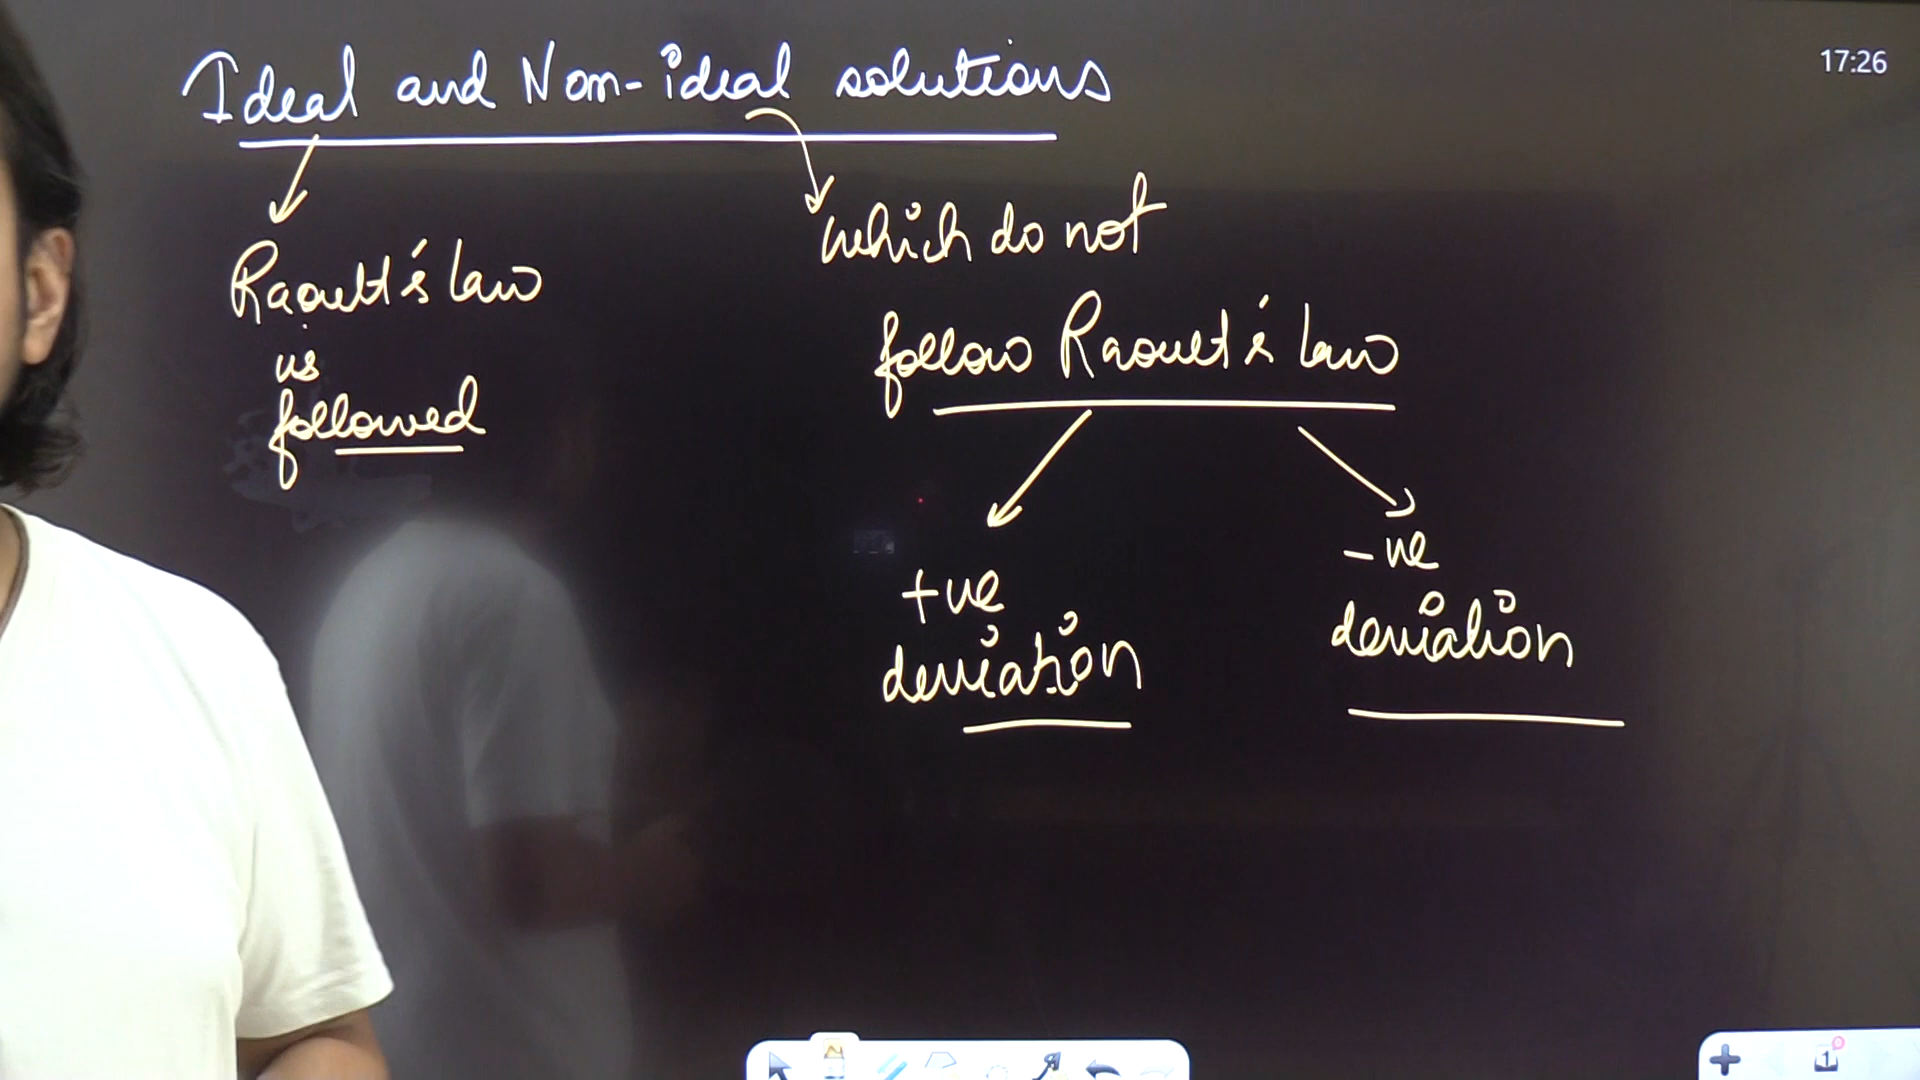 Ideal and Non-ideal solutions
17:26
Raoult's law
is
followed
which do not
follow Raoult's law
+ve
deviation
-ve
deviation
1